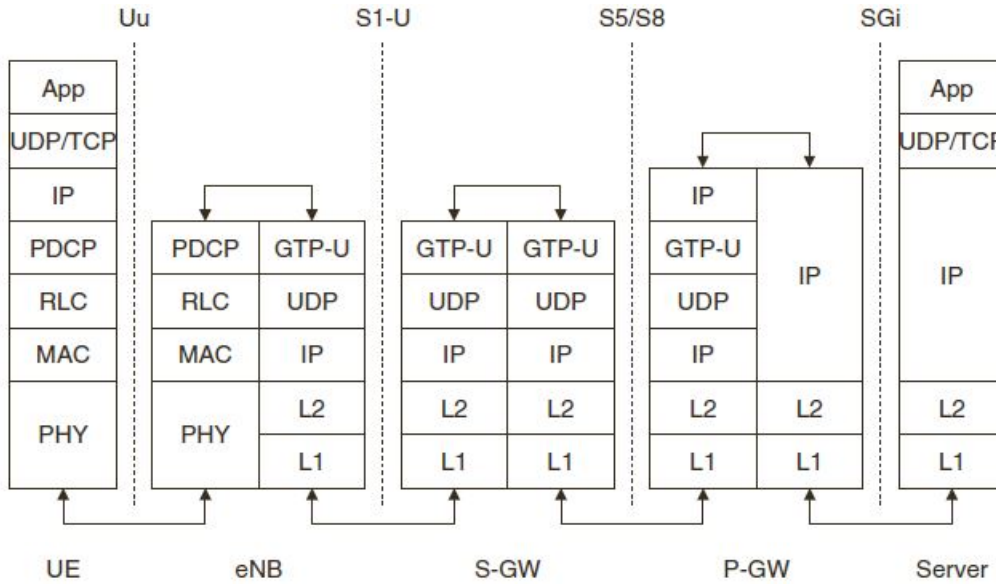 Uu S1-U S5/S8 SGi
App App
UDP/TCP UDP/TCP
IP IP
PDCP PDCP GTP-U GTP-U GTP-U GTP-U IP IP
RLC RLC UDP UDP UDP UDP
MAC MAC IP IP IP IP
PHY PHY L2 L2 L2 L2 L2 L2
L1 L1 L1 L1 L1 L1
UE eNB S-GW P-GW Server